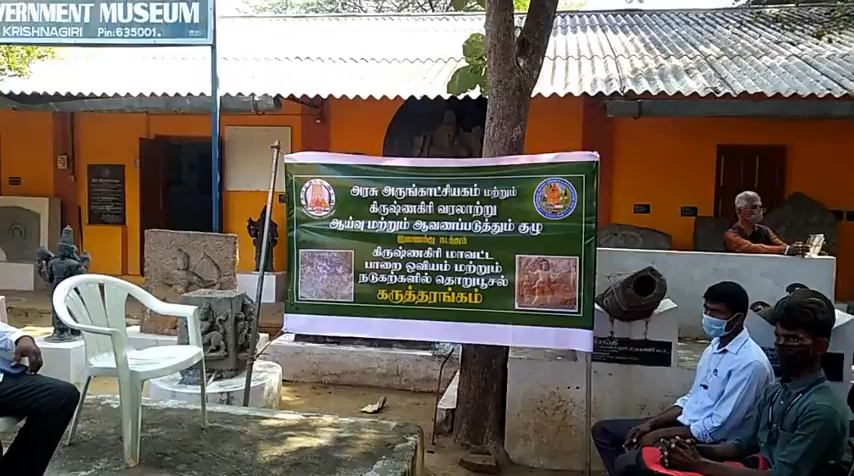 VERNMENT MUSEUM
KRISHNAGIRI Pin:635001.
அரசு அருங்காட்சியகம் மற்றும்
கிருஷ்ணகிரி வரலாற்று
ஆய்வு மற்றும் ஆவணப்படுத்தும் குழு
இணைந்து நடத்தும்
கிருஷ்ணகிரி மாவட்ட
பாறை ஓவியம் மற்றும்
நடுகற்களில் தொறுபூசல்
கருத்தரங்கம்